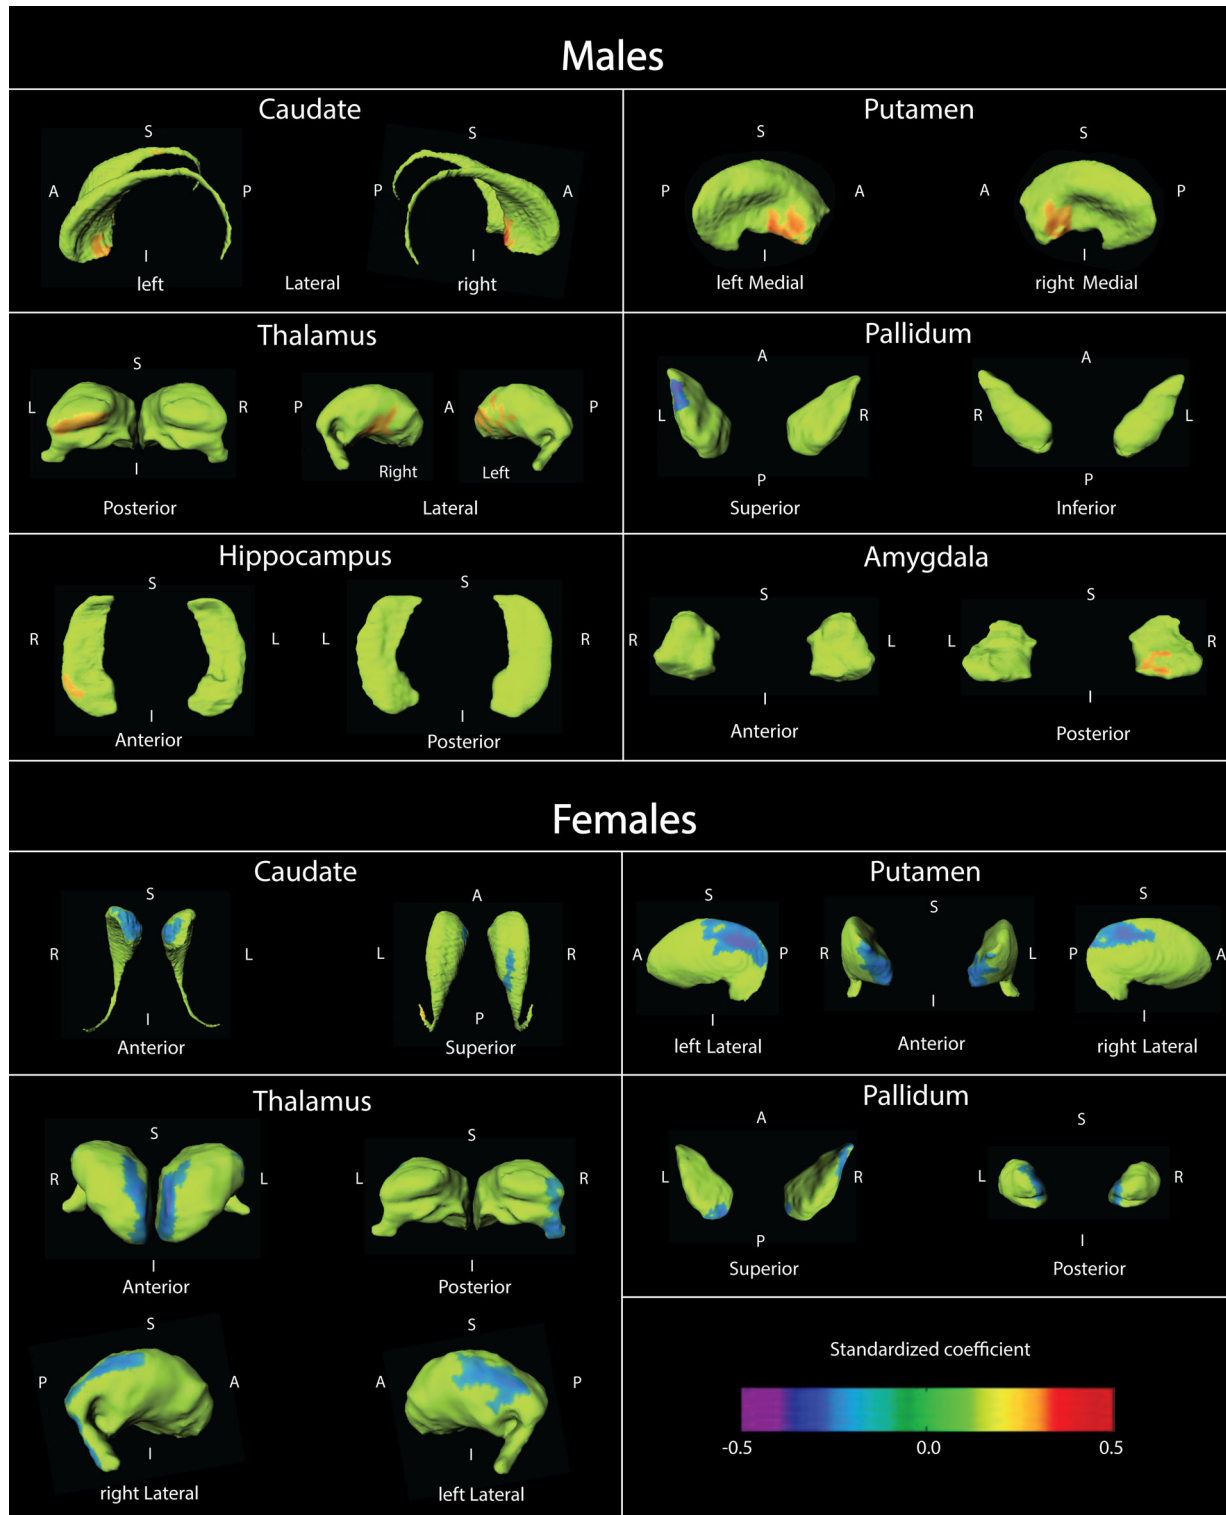 Males
Caudate
S
S
A
P
P
A
I
I
left
Lateral
right
Putamen
S
S
P
A
A
P
I
I
left Medial
right Medial
Thalamus
S
L
R
P
A
P
I
Right
Left
Posterior
Lateral
Pallidum
A
A
L
R
R
L
P
P
Superior
Inferior
Hippocampus
S
S
R
L
L
R
I
I
Anterior
Posterior
Amygdala
S
S
R
L
L
R
I
I
Anterior
Posterior
Females
Caudate
S
A
R
L
L
R
I
P
Anterior
Superior
Putamen
S
S
S
A
P
R
L
P
A
I
I
I
left Lateral
Anterior
right Lateral
Thalamus
S
S
R
L
L
R
I
I
Anterior
Posterior
S
S
P
A
A
P
I
I
right Lateral
left Lateral
Pallidum
A
S
L
R
L
R
P
I
Superior
Posterior
Standardized coefficient
-0.5
0.0
0.5